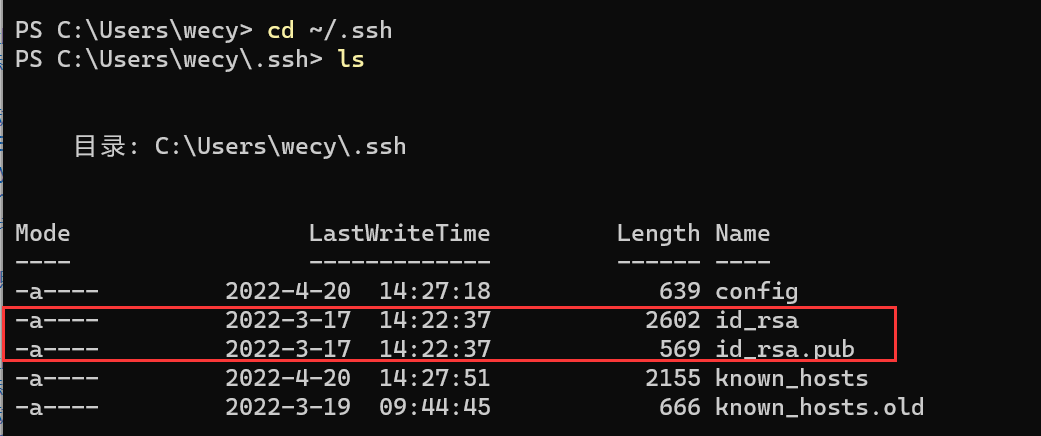 PS C:\Users\wecy> cd ~/.ssh
PS C:\Users\wecy\.ssh> ls
目录: C:\Users\wecy\.ssh
Mode LastWriteTime Length Name
---- ------------- ------ ----
-a---- 2022-4-20 14:27:18 639 config
-a---- 2022-3-17 14:22:37 2602 id_rsa
-a---- 2022-3-17 14:22:37 569 id_rsa.pub
-a---- 2022-4-20 14:27:51 2155 known_hosts
-a---- 2022-3-19 09:44:45 666 known_hosts.old